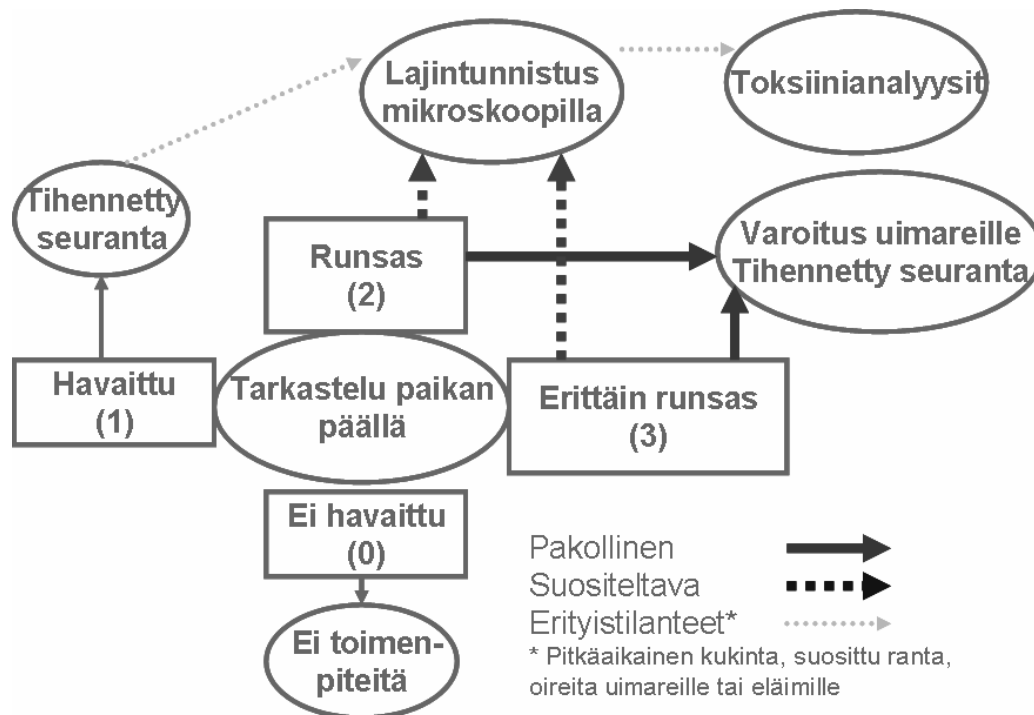 Lajintunnistus
mikroskoopilla
Toksiinianalyysit
Tihennetty
seuranta
Runsas
(2)
Varoitus uimareille
Tihennetty seuranta
Havaittu
(1)
Tarkastelu paikan
päällä
Erittäin runsas
(3)
Ei havaittu
(0)
Ei toimen-
piteitä
Pakollinen
Suositeltava
Erityistilanteet*
* Pitkäaikainen kukinta, suosittu ranta,
oireita uimareille tai eläimille